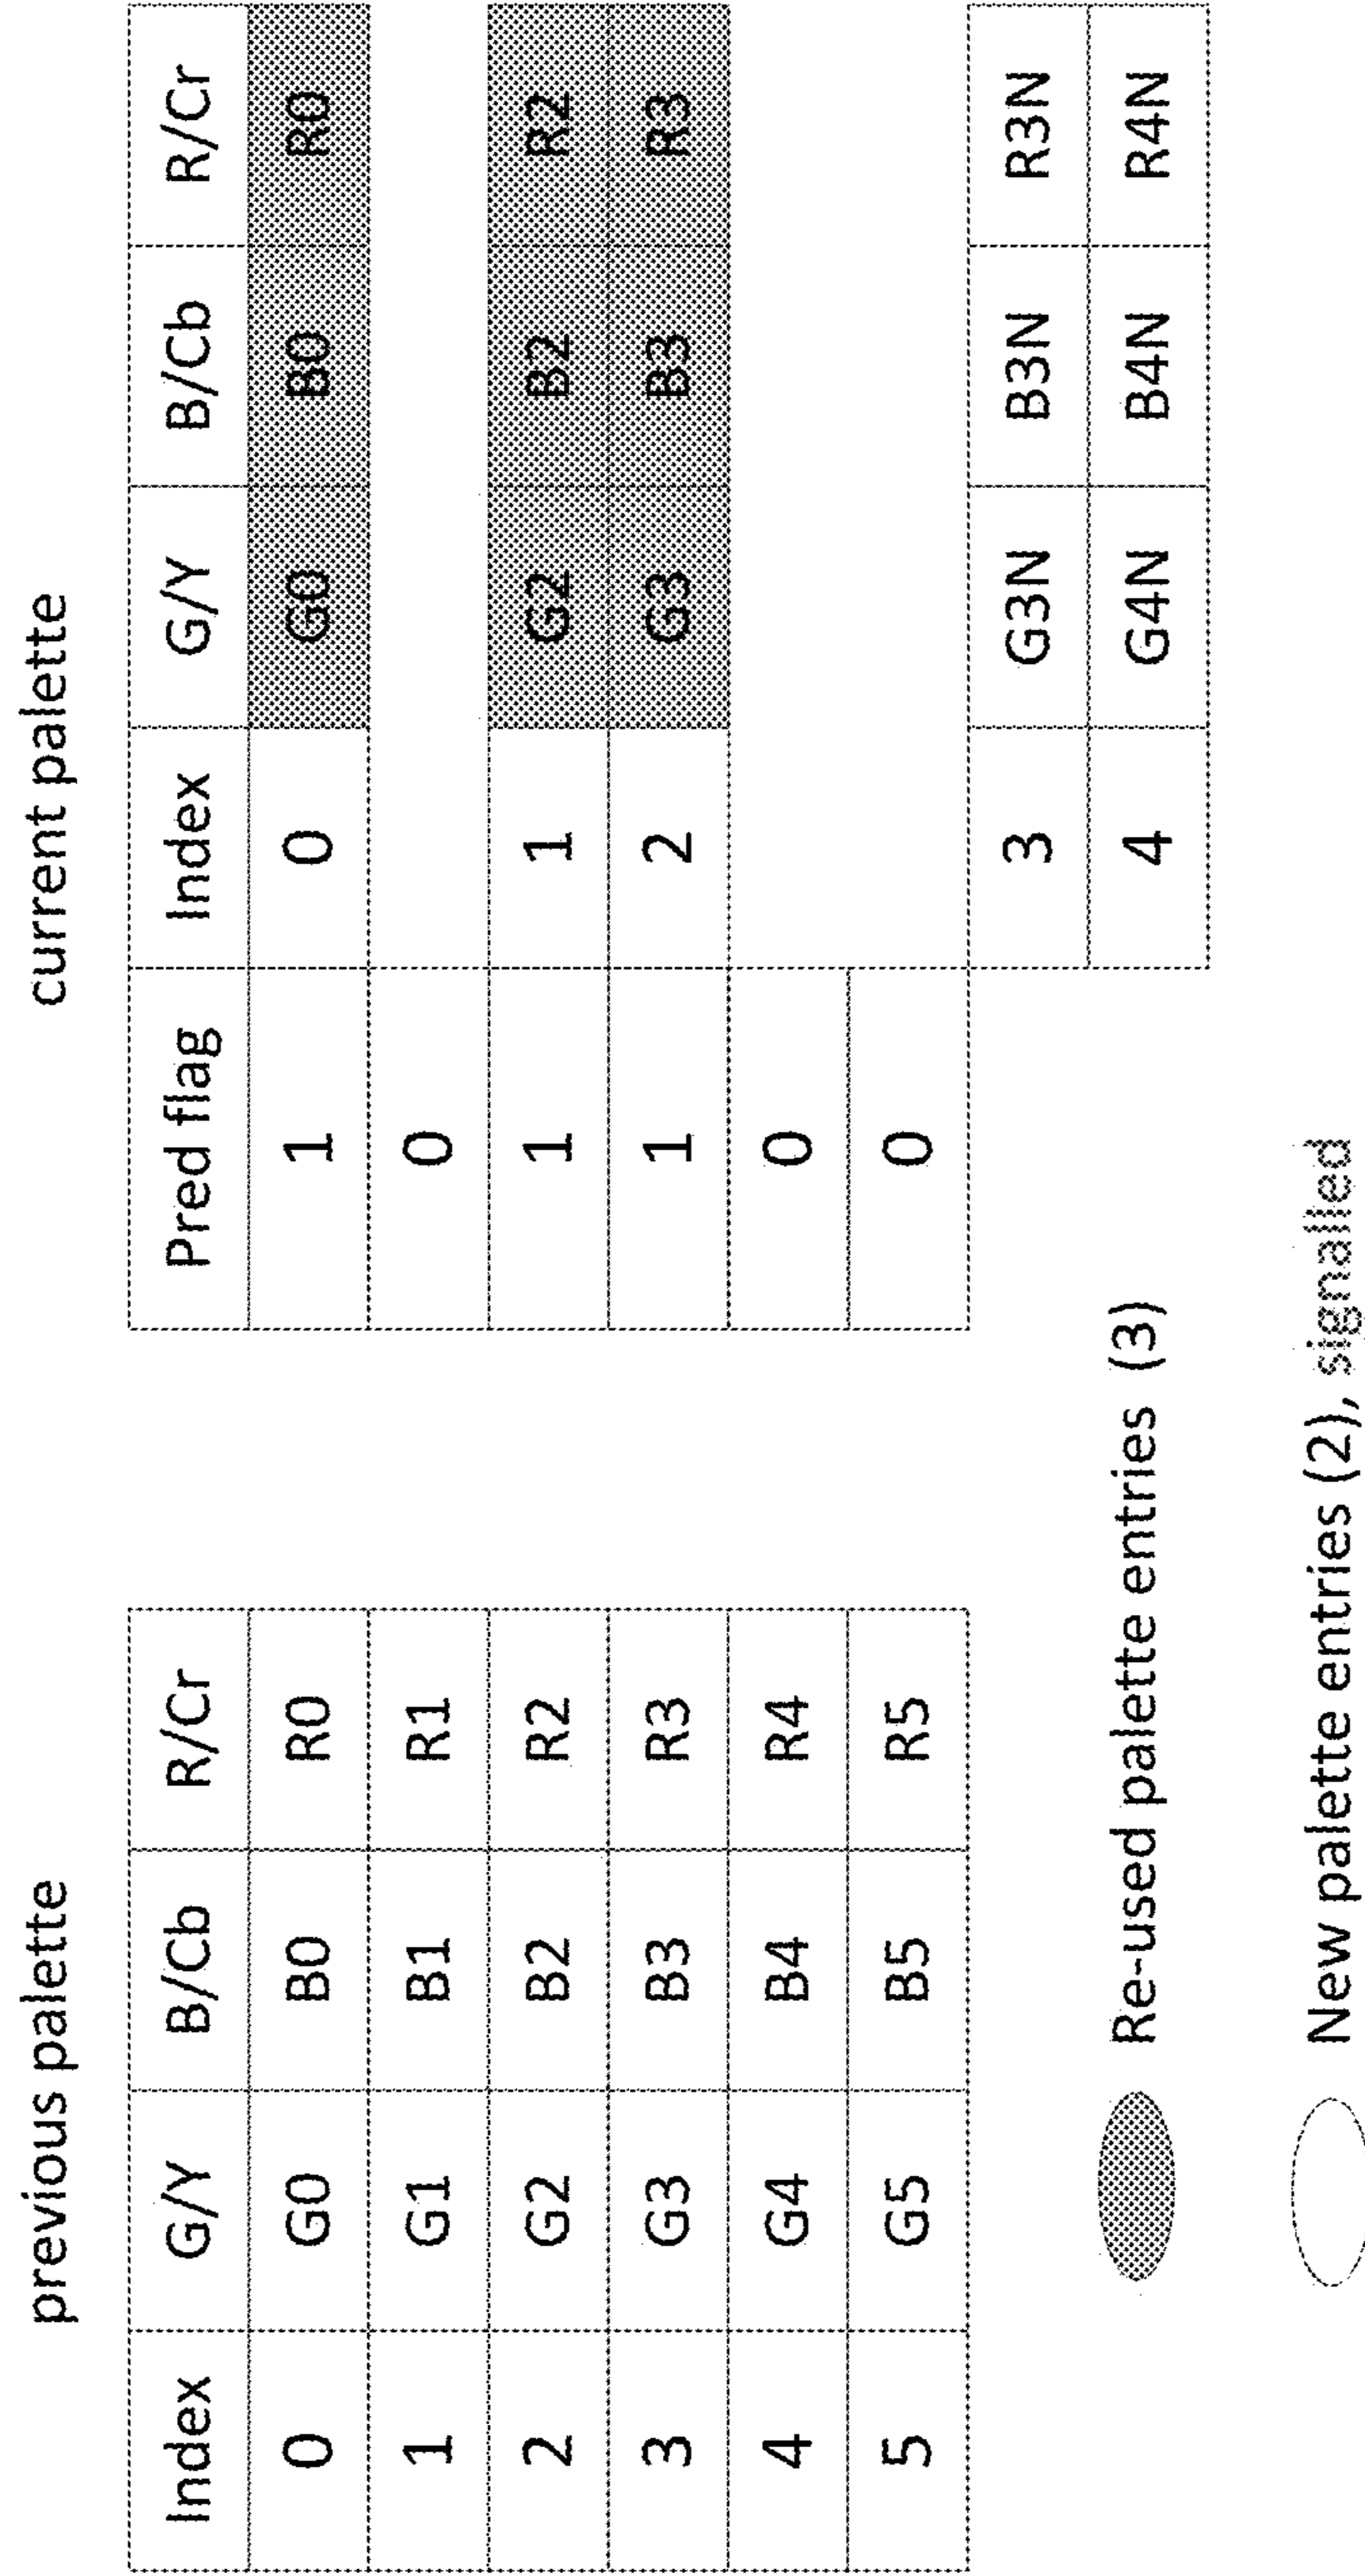 previous palette
Index G/Y B/Cb R/Cr
0 G0 B0 R0
1 G1 B1 R1
2 G2 B2 R2
3 G3 B3 R3
4 G4 B4 R4
5 G5 B5 R5
current palette
Pred flag Index G/Y B/Cb R/Cr
1 0 G0 B0 R0
0
1 1 G2 B2 R2
1 2 G3 B3 R3
0
0
3 G3N B3N R3N
4 G4N B4N R4N
Re-used palette entries (3)
New palette entries (2), signalled